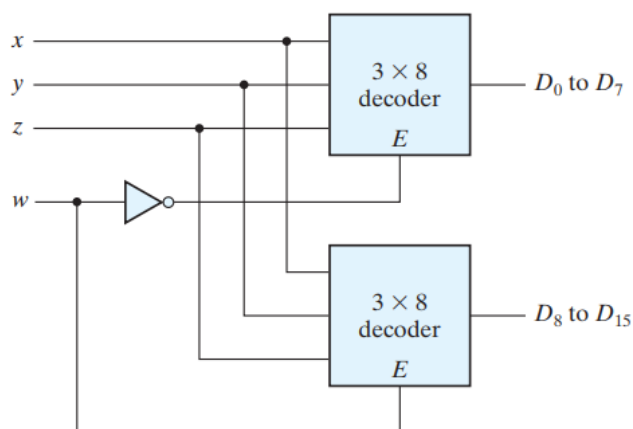 x
y
z
w
3 × 8
decoder
E
D₀ to D₇
3 × 8
decoder
E
D₈ to D₁₅